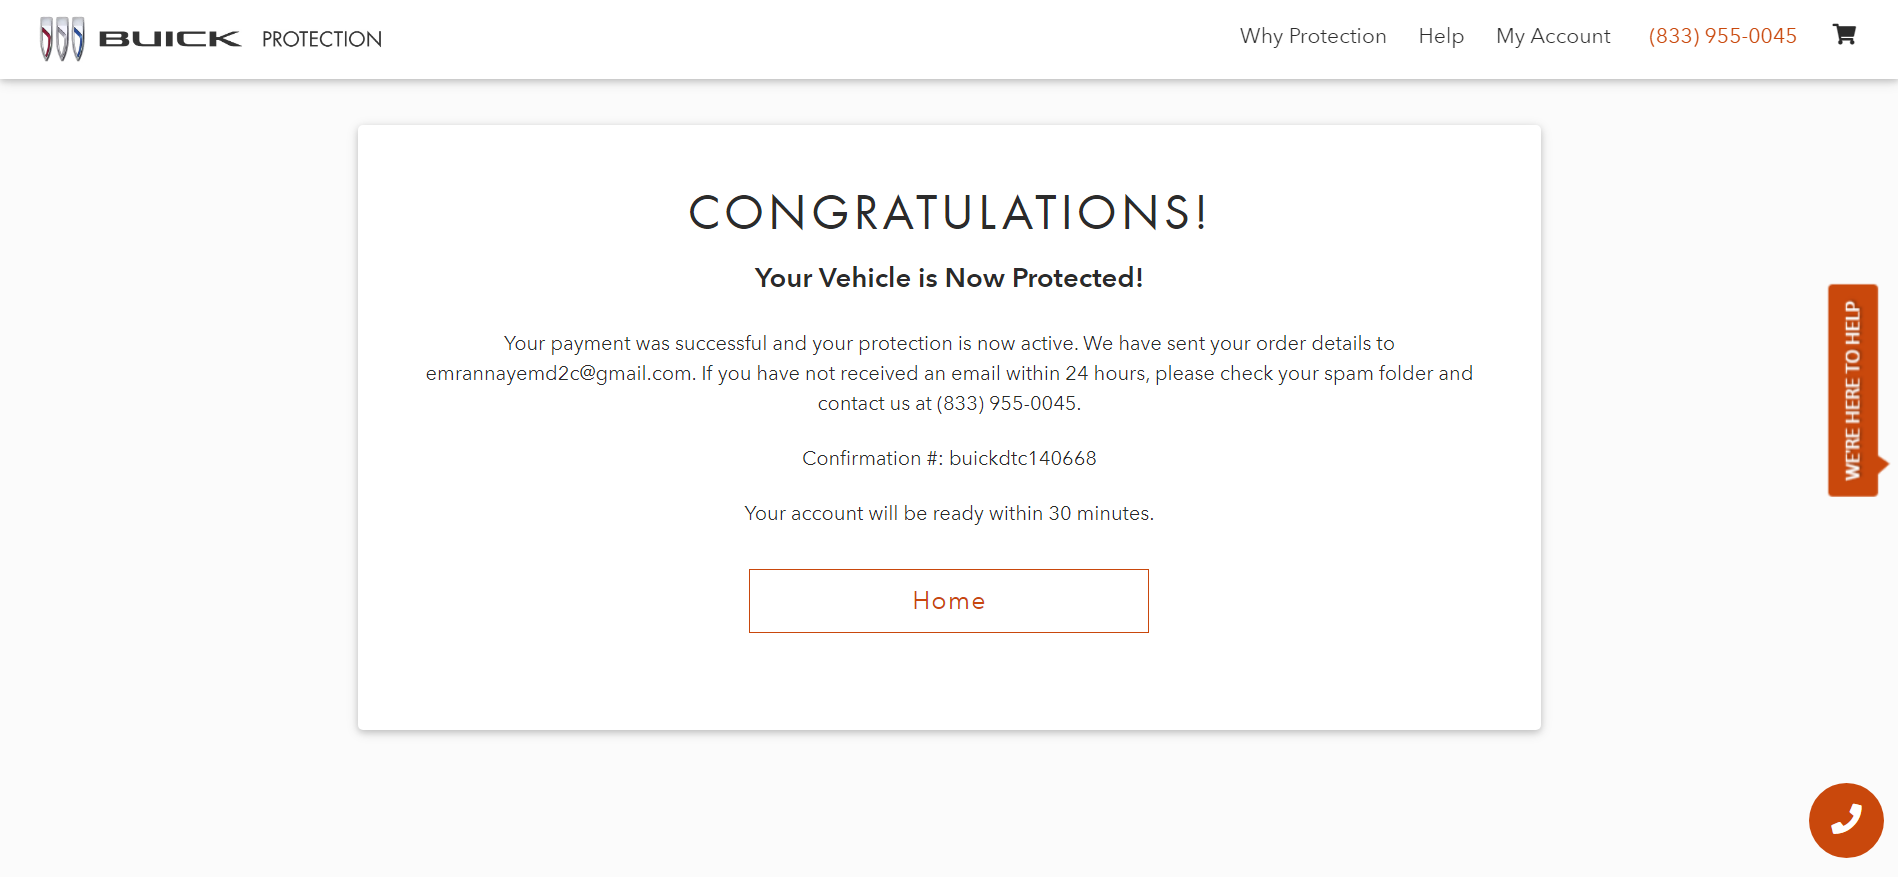 BUICK PROTECTION
Why Protection Help My Account (833) 955-0045
CONGRATULATIONS!
Your Vehicle is Now Protected!
Your payment was successful and your protection is now active. We have sent your order details to
emrannayemd2c@gmail.com. If you have not received an email within 24 hours, please check your spam folder and
contact us at (833) 955-0045.
Confirmation #: buickdtc140668
Your account will be ready within 30 minutes.
Home
WE'RE HERE TO HELP